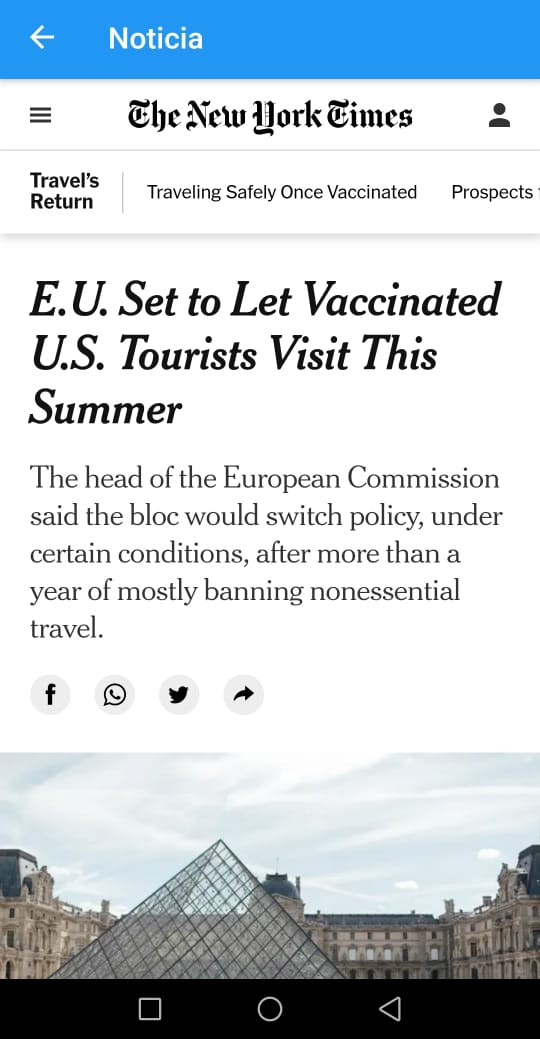 Noticia
The New York Times
Travel's
Return
Traveling Safely Once Vaccinated
Prospects
E.U. Set to Let Vaccinated
U.S. Tourists Visit This
Summer
The head of the European Commission
said the bloc would switch policy, under
certain conditions, after more than a
year of mostly banning nonessential
travel.